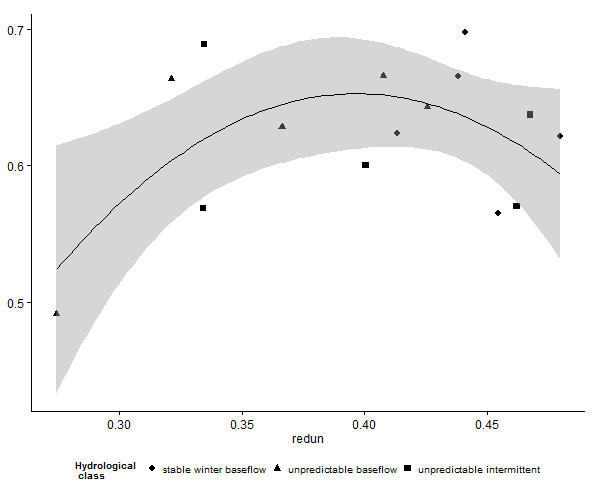 0.7
0.6
0.5
0.30 0.35 0.40 0.45
redun
Hydrological
class
stable winter baseflow unpredictable baseflow unpredictable intermittent